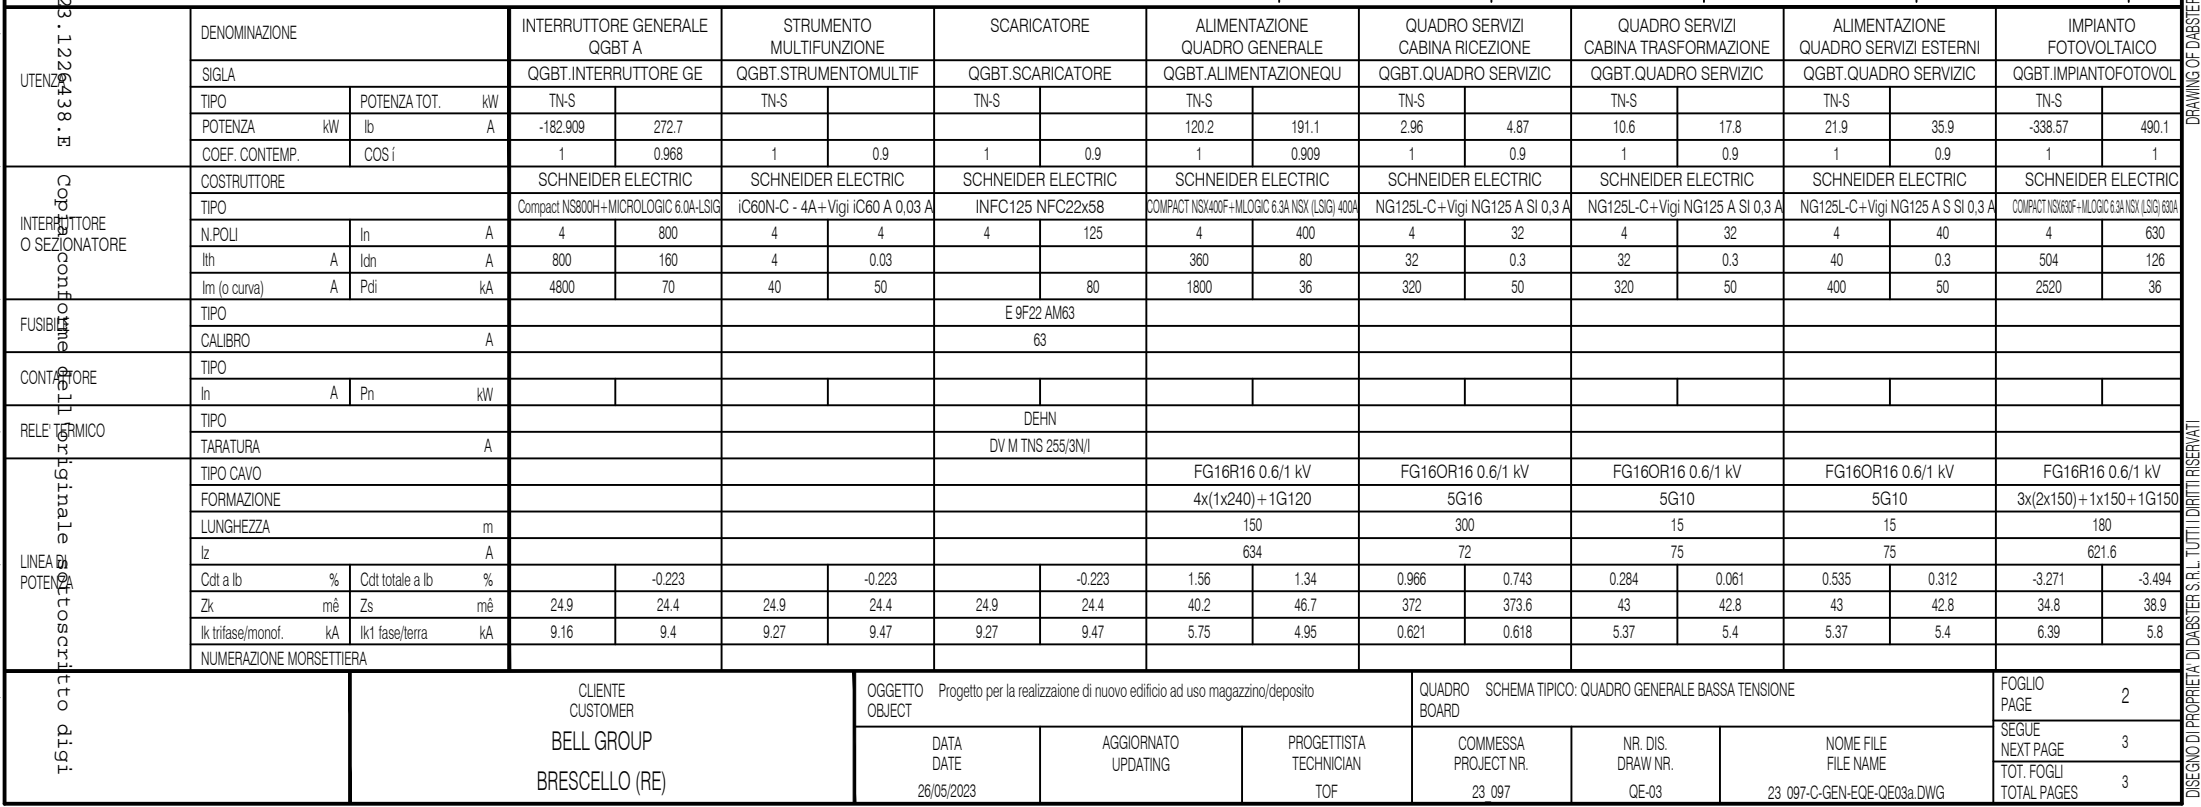 DENOMINAZIONE INTERRUTTORE GENERALE QGBT A STRUMENTO MULTIFUNZIONE SCARICATORE ALIMENTAZIONE QUADRO GENERALE QUADRO SERVIZI CABINA RICEZIONE QUADRO SERVIZI CABINA TRASFORMAZIONE ALIMENTAZIONE QUADRO SERVIZI ESTERNI IMPIANTO FOTOVOLTAICO
UTENZA
SIGLA QGBT.INTERRUTTORE GE QGBT.STRUMENTOMULTIF QGBT.SCARICATORE QGBT.ALIMENTAZIONEQU QGBT.QUADRO SERVIZIC QGBT.QUADRO SERVIZIC QGBT.QUADRO SERVIZIC QGBT.IMPIANTOFOTOVOL
TIPO POTENZA TOT. kW TN-S TN-S TN-S TN-S TN-S TN-S TN-S TN-S
POTENZA kW Ib A -182.909 272.7 120.2 191.1 2.96 4.87 10.6 17.8 21.9 35.9 -338.57 490.1
COEF. CONTEMP. COS í 1 0.968 1 0.9 1 0.9 1 0.909 1 0.9 1 0.9 1 0.9 1 1
INTERRUTTORE
O SEZIONATORE
COSTRUTTORE SCHNEIDER ELECTRIC SCHNEIDER ELECTRIC SCHNEIDER ELECTRIC SCHNEIDER ELECTRIC SCHNEIDER ELECTRIC SCHNEIDER ELECTRIC SCHNEIDER ELECTRIC SCHNEIDER ELECTRIC
TIPO Compact NS800H+MICROLOGIC 6.0A-LSIG iC60N-C - 4A+Vigi iC60 A 0,03 A INFC125 NFC22x58 COMPACT NSX400F+MLOGIC 6.3A NSX (LSIG) 400A NG125L-C+Vigi NG125 A SI 0,3 A NG125L-C+Vigi NG125 A SI 0,3 A NG125L-C+Vigi NG125 A S SI 0,3 A COMPACT NSX630F+MLOGIC 6.3A NSX (LSIG) 630A
N.POLI In A 4 800 4 4 4 125 4 400 4 32 4 32 4 40 4 630
Ith A Idn A 800 160 4 0.03 360 80 32 0.3 32 0.3 40 0.3 504 126
Im (o curva) A Pdi kA 4800 70 40 50 80 1800 36 320 50 320 50 400 50 2520 36
FUSIBILE
TIPO E 9F22 AM63
CALIBRO A 63
CONTATTORE
TIPO
In A Pn kW
RELE' TERMICO
TIPO DEHN
TARATURA A DV M TNS 255/3N/I
LINEA DI
POTENZA
TIPO CAVO FG16R16 0.6/1 kV FG16OR16 0.6/1 kV FG16OR16 0.6/1 kV FG16OR16 0.6/1 kV FG16R16 0.6/1 kV
FORMAZIONE 4x(1x240)+1G120 5G16 5G10 5G10 3x(2x150)+1x150+1G150
LUNGHEZZA m 150 300 15 15 180
Iz A 634 72 75 75 621.6
Cdt a Ib % Cdt totale a Ib % -0.223 -0.223 -0.223 1.56 1.34 0.966 0.743 0.284 0.061 0.535 0.312 -3.271 -3.494
Zk mê Zs mê 24.9 24.4 24.9 24.4 24.9 24.4 40.2 46.7 372 373.6 43 42.8 43 42.8 34.8 38.9
Ik trifase/monof. kA Ik1 fase/terra kA 9.16 9.4 9.27 9.47 9.27 9.47 5.75 4.95 0.621 0.618 5.37 5.4 5.37 5.4 6.39 5.8
NUMERAZIONE MORSETTIERA
CLIENTE
CUSTOMER
BELL GROUP
BRESCELLO (RE)
OGGETTO Progetto per la realizzaione di nuovo edificio ad uso magazzino/deposito
OBJECT
QUADRO SCHEMA TIPICO: QUADRO GENERALE BASSA TENSIONE
BOARD
FOGLIO
PAGE 2
SEGUE
NEXT PAGE 3
TOT. FOGLI
TOTAL PAGES 3
DATA
DATE
26/05/2023
AGGIORNATO
UPDATING
PROGETTISTA
TECHNICIAN
TOF
COMMESSA
PROJECT NR.
23_097
NR. DIS.
DRAW NR.
QE-03
NOME FILE
FILE NAME
23_097-C-GEN-EQE-QE03a.DWG
23.1226438.E Copia conforme dell'originale sottoscritto digi
DRAWING OF DABSTER
DISEGNO DI PROPRIETA' DI DABSTER S.R.L. TUTTI I DIRITTI RISERVATI